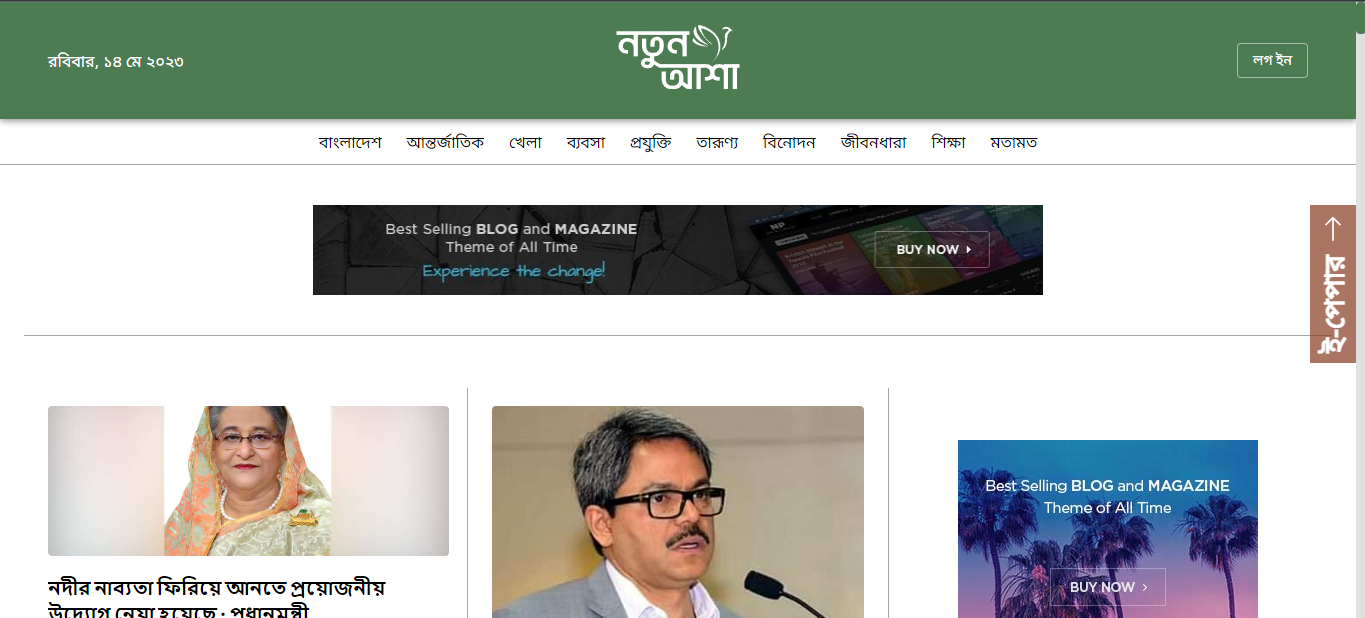 রবিবার, ১৪ মে ২০২৩
নতুন
আশা
লগ ইন
বাংলাদেশ আন্তর্জাতিক খেলা ব্যবসা প্রযুক্তি তারুণ্য বিনোদন জীবনধারা শিক্ষা মতামত
Best Selling BLOG and MAGAZINE
Theme of All Time
Experience the change!
NP
BUY NOW
ই-পেপার
নদীর নাব্যতা ফিরিয়ে আনতে প্রয়োজনীয়
উদ্যোগ নেয়া হয়েছে : প্রধানমন্ত্রী
Best Selling BLOG and MAGAZINE
Theme of All Time
BUY NOW